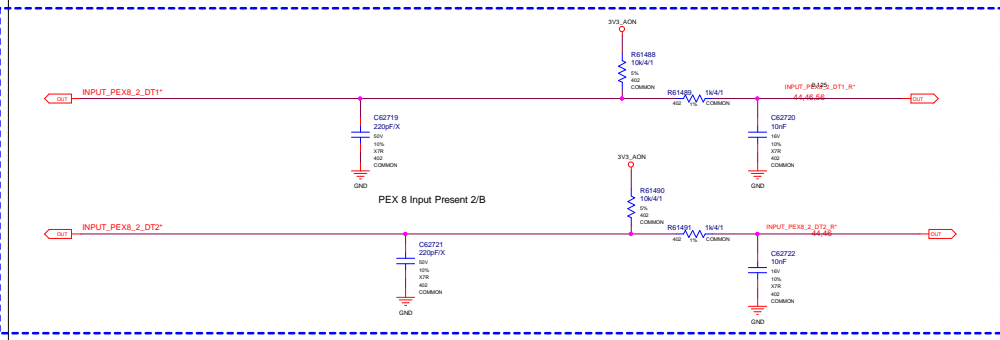 3V3_AON
R61488
10k/4/1
5%
402
COMMON
INPUT_PEX8_2_DT1*
OUT
R61489
1k/4/1
402
1%
COMMON
0.125
INPUT_PEX8_2_DT1_R*
44,46,56
OUT
C62719
220pF/X
50V
10%
X7R
402
COMMON
GND
C62720
10nF
16V
10%
X7R
402
COMMON
GND
3V3_AON
PEX 8 Input Present 2/B
R61490
10k/4/1
5%
402
COMMON
INPUT_PEX8_2_DT2*
OUT
R61491
1k/4/1
402
1%
COMMON
INPUT_PEX8_2_DT2_R*
44,46
OUT
C62721
220pF/X
50V
10%
X7R
402
COMMON
GND
C62722
10nF
16V
10%
X7R
402
COMMON
GND